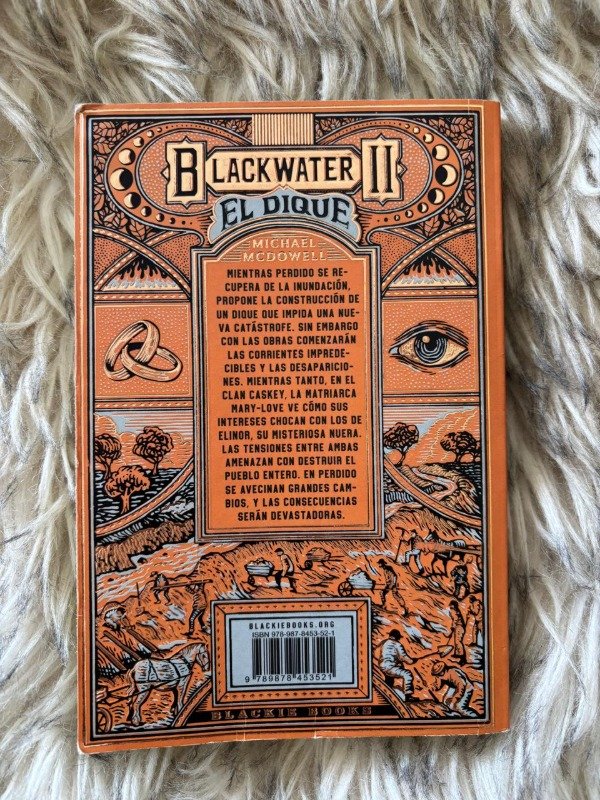 BLACKWATER II
EL DIQUE
MICHAEL
MCDOWELL
MIENTRAS PERDIDO SE RE-
CUPERA DE LA INUNDACIÓN,
PROPONE LA CONSTRUCCIÓN DE
UN DIQUE QUE IMPIDA UNA NUE-
VA CATÁSTROFE. SIN EMBARGO
CON LAS OBRAS COMENZARÁN
LAS CORRIENTES IMPREDE-
CIBLES Y LAS DESAPARICIO-
NES. MIENTRAS TANTO, EN EL
CLAN CASKEY, LA MATRIARCA
MARY-LOVE VE CÓMO SUS
INTERESES CHOCAN CON LOS DE
ELINOR, SU MISTERIOSA NUERA.
LAS TENSIONES ENTRE AMBAS
AMENAZAN CON DESTRUIR EL
PUEBLO ENTERO. EN PERDIDO
SE AVECINAN GRANDES CAM-
BIOS, Y LAS CONSECUENCIAS
SERÁN DEVASTADORAS.
BLACKIEBOOKS.ORG
ISBN 978-987-8453-52-1
9 789878 453521
BLACKIE BOOKS